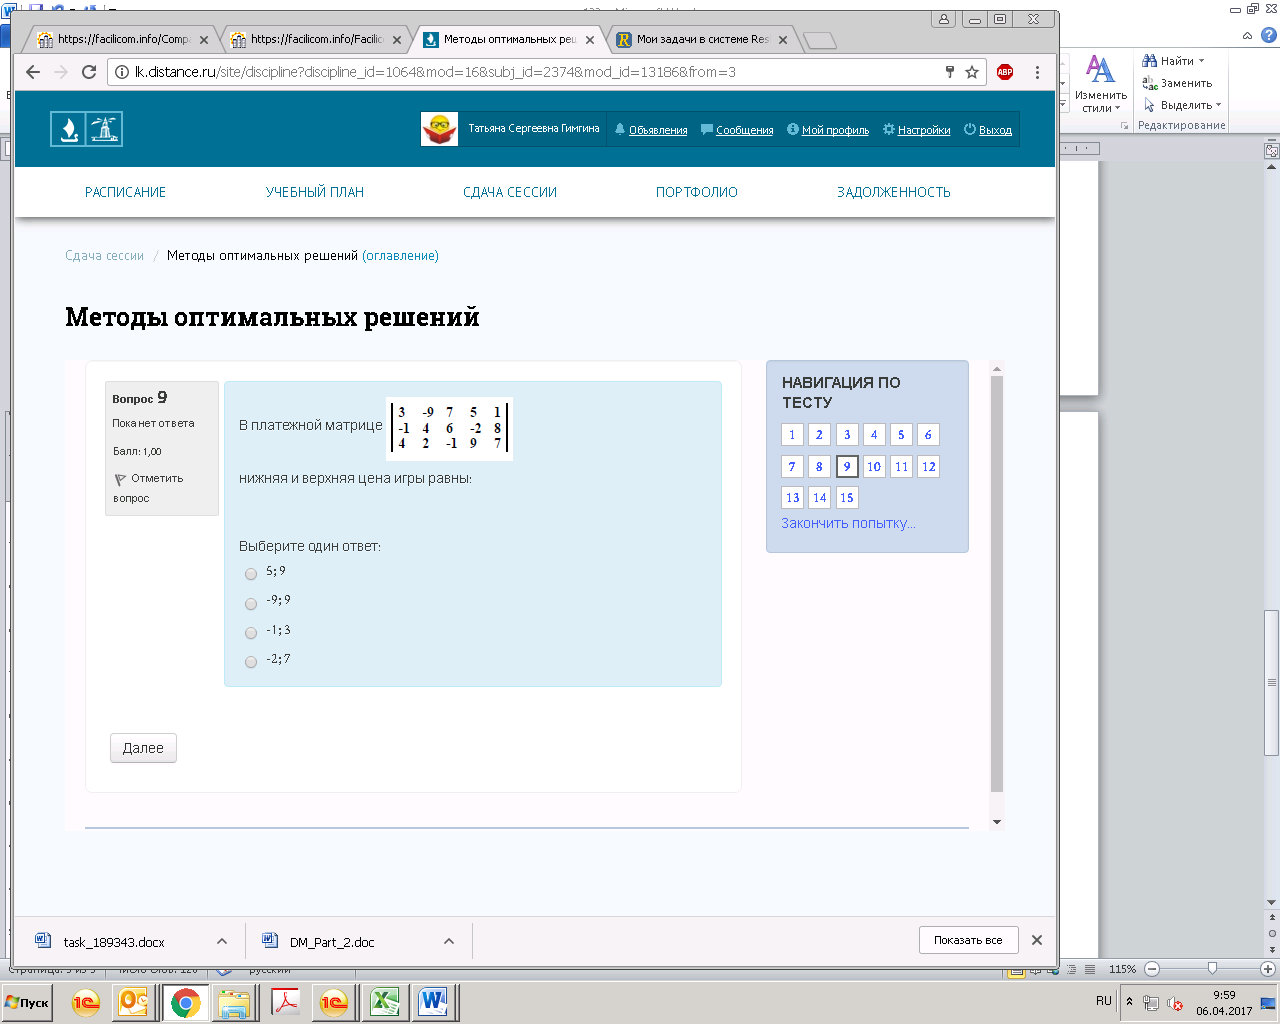 https://facilicom.info/Compa
https://facilicom.info/Facilic
Методы оптимальных реш
Мои задачи в системе Res
lk.distance.ru/site/discipline?discipline_id=1064&mod=16&subj_id=2374&mod_id=13186&from=3
ABP
Найти
Заменить
Выделить
Изменить
стили
Редактирование
Татьяна Сергеевна Гимгина
Объявления
Сообщения
Мой профиль
Настройки
Выход
РАСПИСАНИЕ
УЧЕБНЫЙ ПЛАН
СДАЧА СЕССИИ
ПОРТФОЛИО
ЗАДОЛЖЕННОСТЬ
Сдача сессии / Методы оптимальных решений (оглавление)
Методы оптимальных решений
Вопрос 9
Пока нет ответа
Балл: 1,00
Отметить
вопрос
В платежной матрице
3 -9 7 5 1
-1 4 6 -2 8
4 2 -1 9 7
нижняя и верхняя цена игры равны:
Выберите один ответ:
5; 9
-9; 9
-1; 3
-2; 7
Далее
НАВИГАЦИЯ ПО
ТЕСТУ
1 2 3 4 5 6
7 8 9 10 11 12
13 14 15
Закончить попытку...
task_189343.docx
DM_Part_2.doc
Показать все
115%
Пуск
RU
9:59
06.04.2017